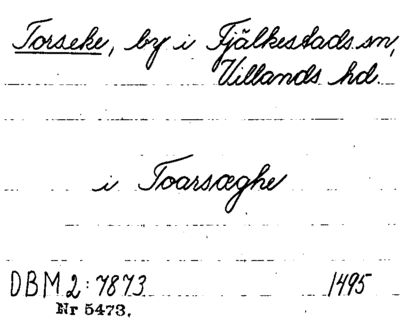 Torseke, by i Fjälkestads sn,
Villands hd.
i Toarsæghe
DBM 2:7873 1495
Nr 5473.